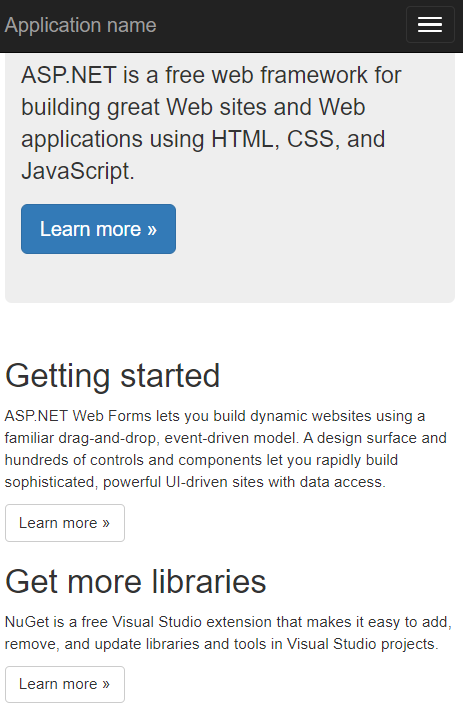 Application name
ASP.NET is a free web framework for
building great Web sites and Web
applications using HTML, CSS, and
JavaScript.
Learn more »
Getting started
ASP.NET Web Forms lets you build dynamic websites using a
familiar drag-and-drop, event-driven model. A design surface and
hundreds of controls and components let you rapidly build
sophisticated, powerful UI-driven sites with data access.
Learn more »
Get more libraries
NuGet is a free Visual Studio extension that makes it easy to add,
remove, and update libraries and tools in Visual Studio projects.
Learn more »